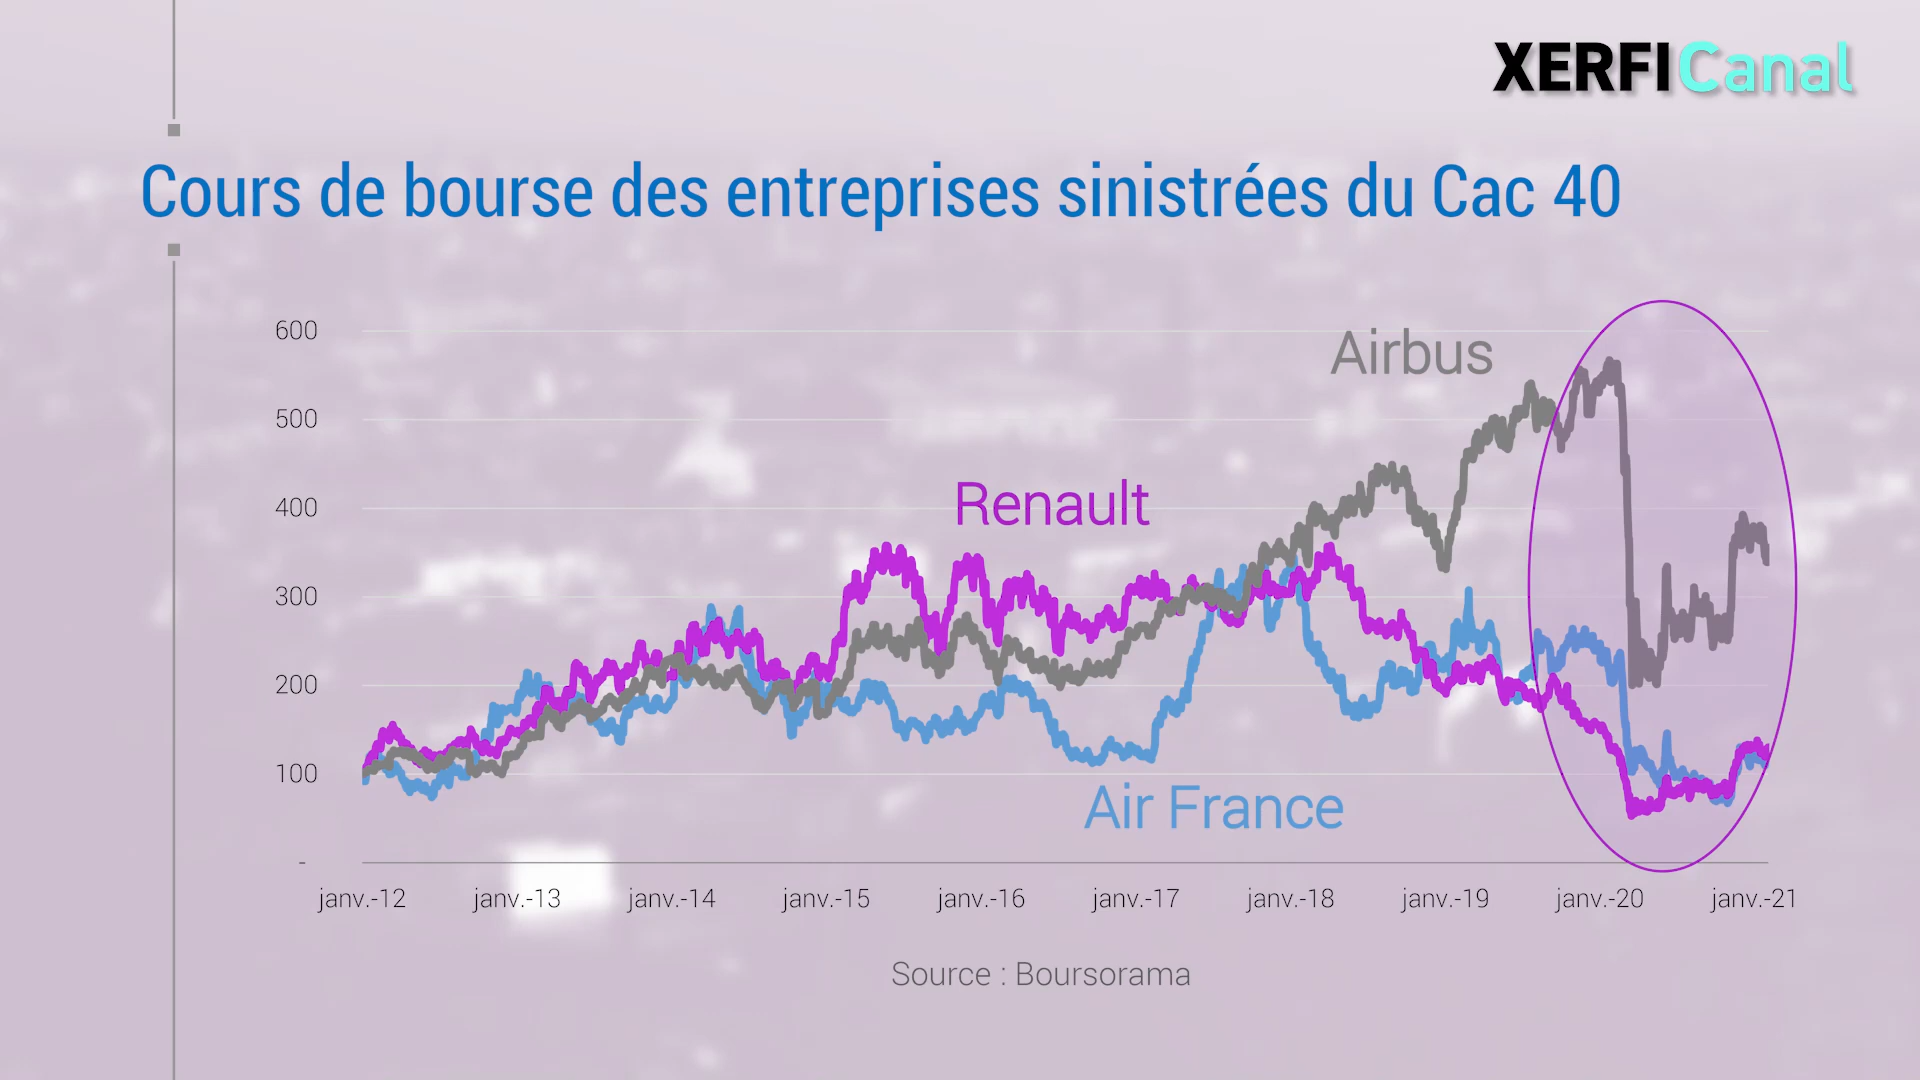 XERFI Canal
Cours de bourse des entreprises sinistrées du Cac 40
600
500
400
300
200
100
-
Airbus
Renault
Air France
janv.-12 janv.-13 janv.-14 janv.-15 janv.-16 janv.-17 janv.-18 janv.-19 janv.-20 janv.-21
Source : Boursorama